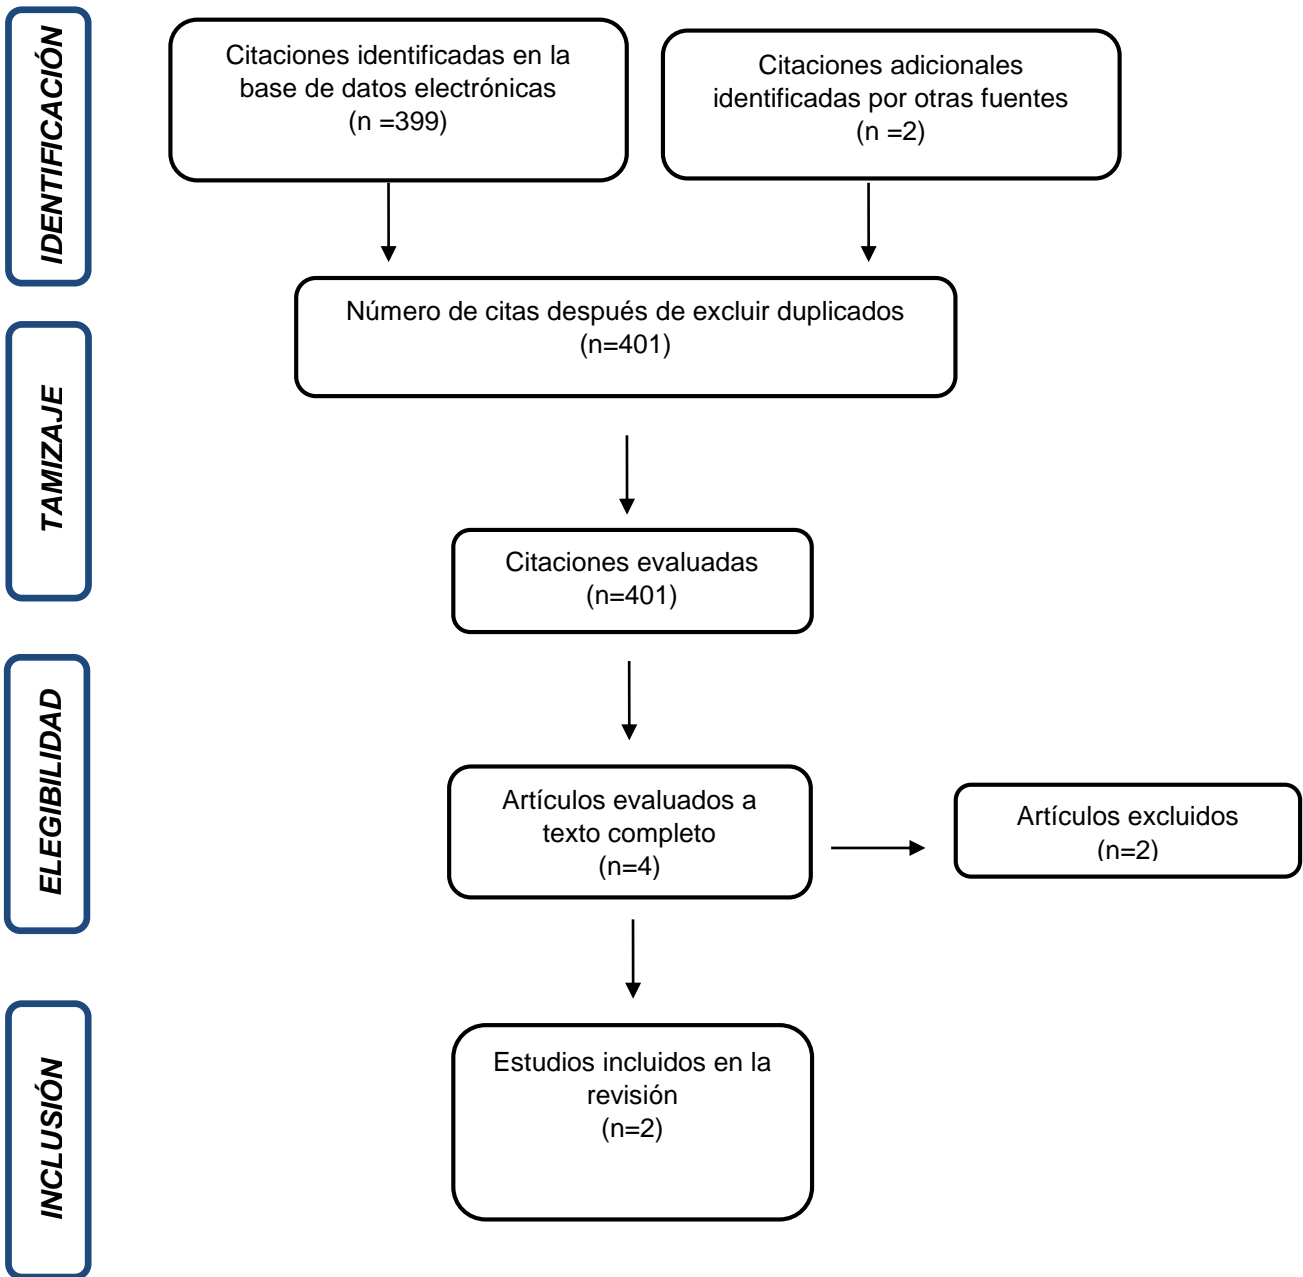 IDENTIFICACIÓN
Citaciones identificadas en la
base de datos electrónicas
(n =399)
Citaciones adicionales
identificadas por otras fuentes
(n =2)
Número de citas después de excluir duplicados
(n=401)
TAMIZAJE
Citaciones evaluadas
(n=401)
ELEGIBILIDAD
Artículos evaluados a
texto completo
(n=4)
Artículos excluidos
(n=2)
INCLUSIÓN
Estudios incluidos en la
revisión
(n=2)